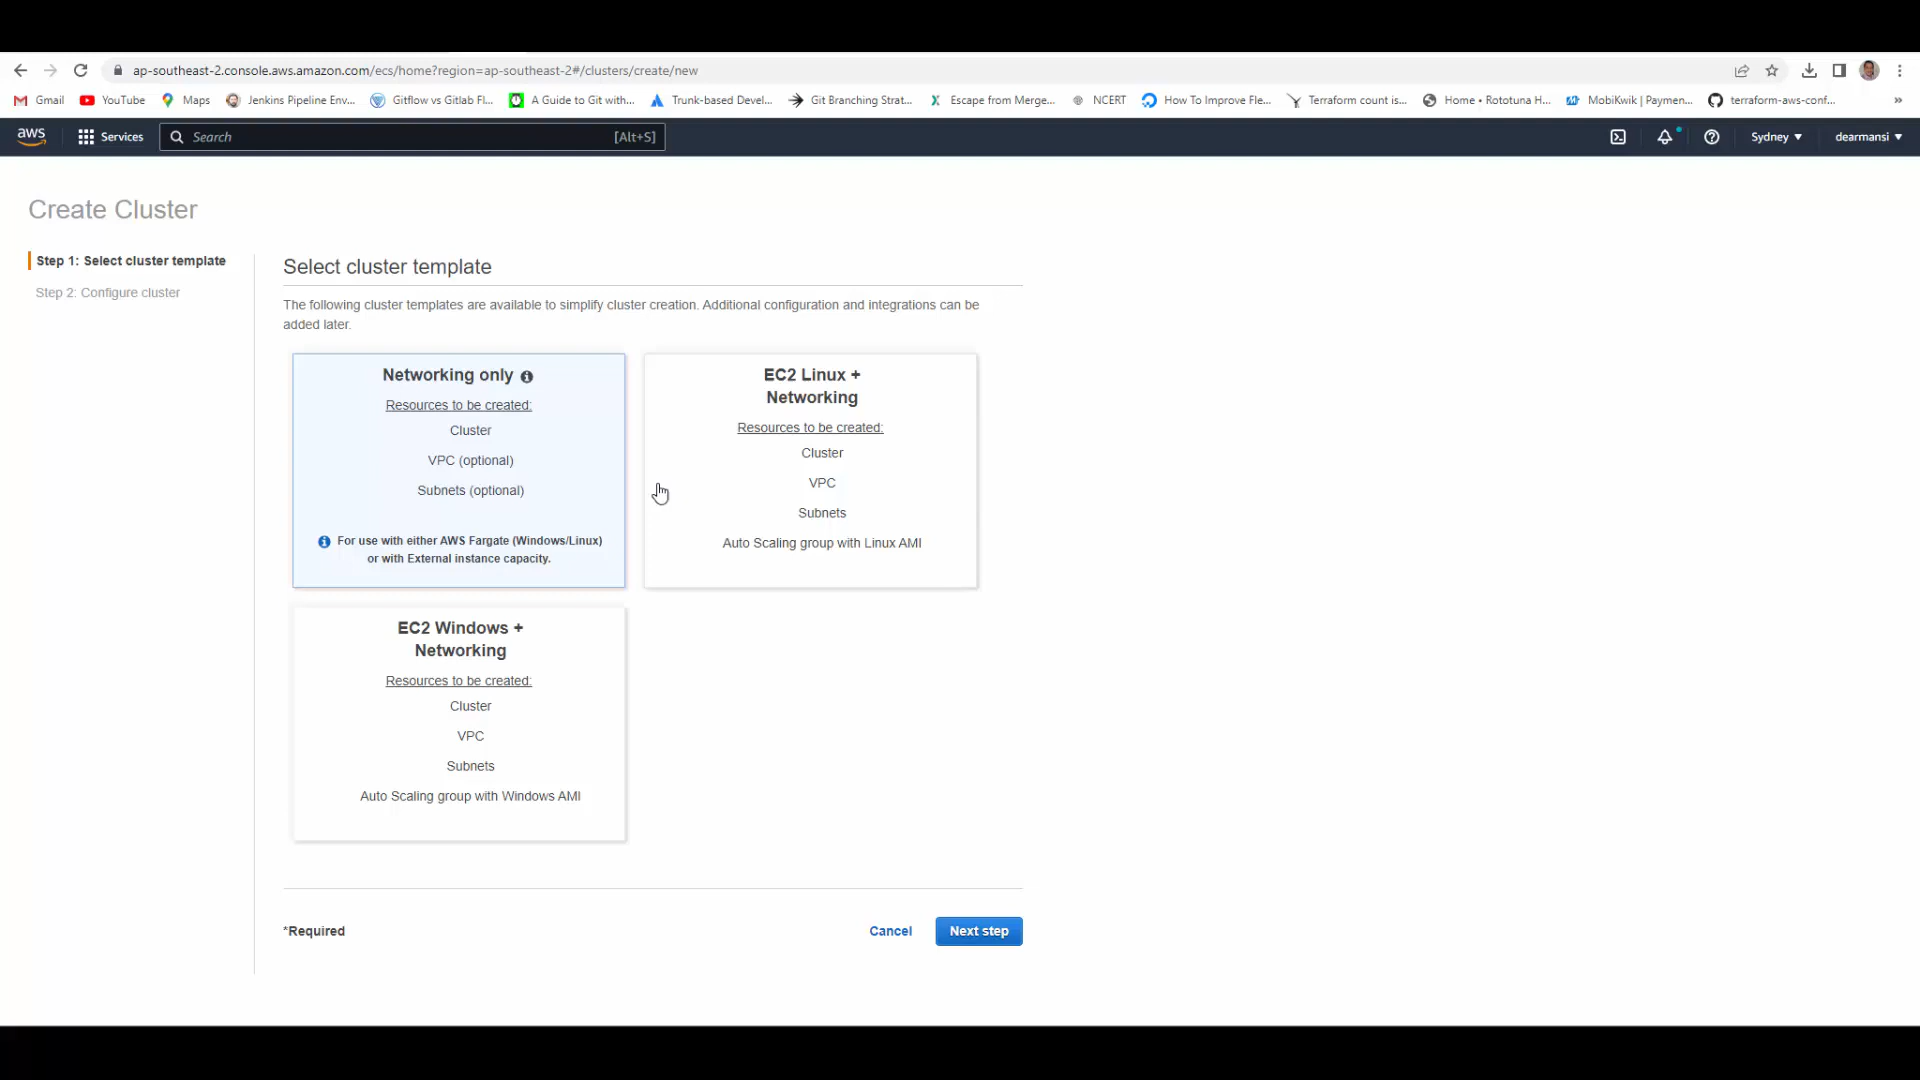 ap-southeast-2.console.aws.amazon.com/ecs/home?region=ap-southeast-2#/clusters/create/new
Gmail YouTube Maps Jenkins Pipeline Env... Gitflow vs Gitlab Fl... A Guide to Git with... Trunk-based Devel... Git Branching Strat... Escape from Merge... NCERT How To Improve Fle... Terraform count is... Home • Rototuna H... MobiKwik | Paymen... terraform-aws-conf... »
aws Services Search [Alt+S] Sydney dearmansi
Create Cluster
Step 1: Select cluster template
Step 2: Configure cluster
Select cluster template
The following cluster templates are available to simplify cluster creation. Additional configuration and integrations can be
added later.
Networking only
Resources to be created:
Cluster
VPC (optional)
Subnets (optional)
For use with either AWS Fargate (Windows/Linux)
or with External instance capacity.
EC2 Linux +
Networking
Resources to be created:
Cluster
VPC
Subnets
Auto Scaling group with Linux AMI
EC2 Windows +
Networking
Resources to be created:
Cluster
VPC
Subnets
Auto Scaling group with Windows AMI
*Required
Cancel
Next step